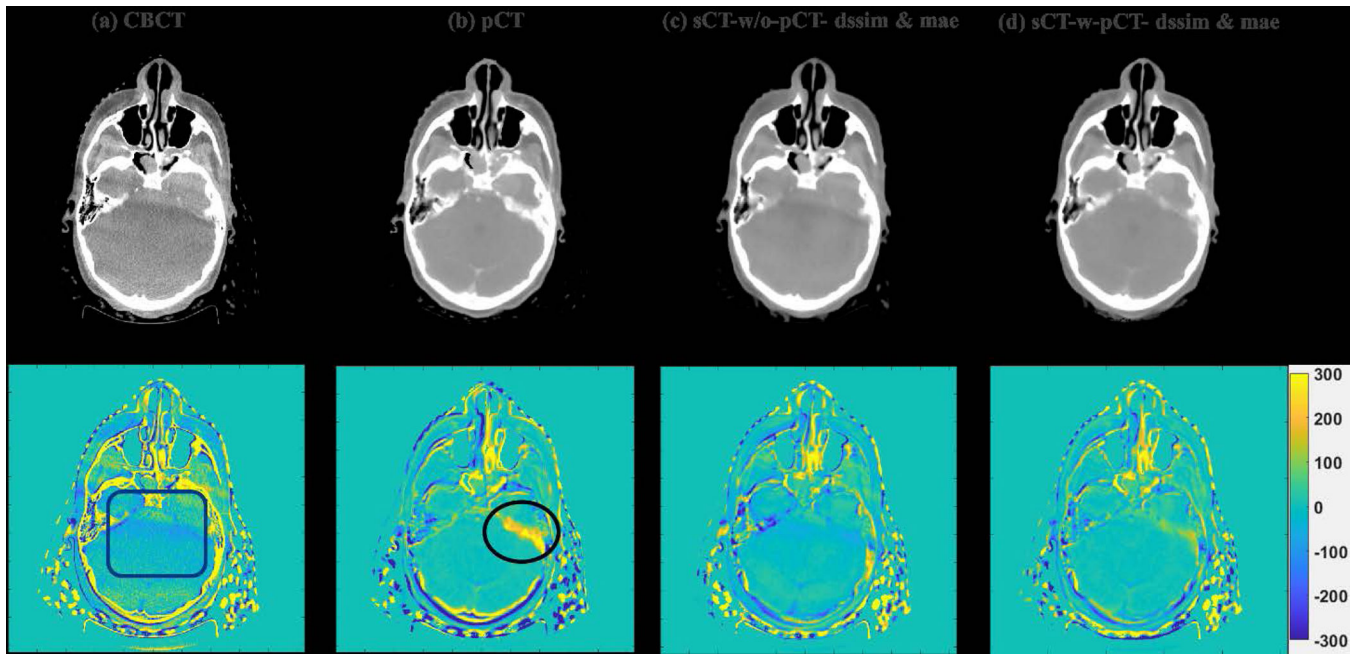 (a) CBCT
(b) pCT
(c) sCT-w/o-pCT- dssim & mae
(d) sCT-w-pCT- dssim & mae
300
200
100
0
-100
-200
-300